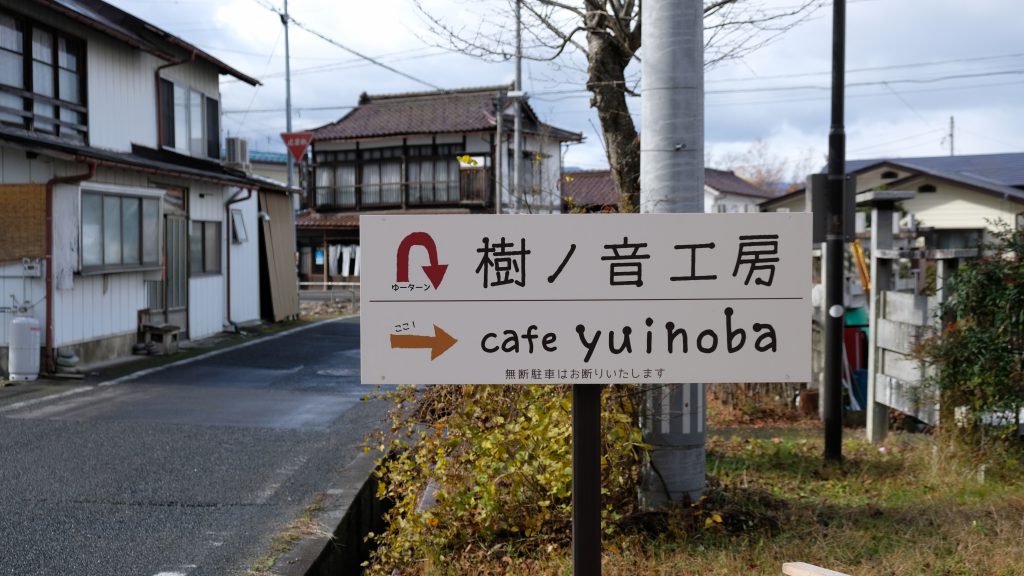 樹ノ音工房
ゆーターン
ここ!
cafe yuinoba
無断駐車はお断りいたします